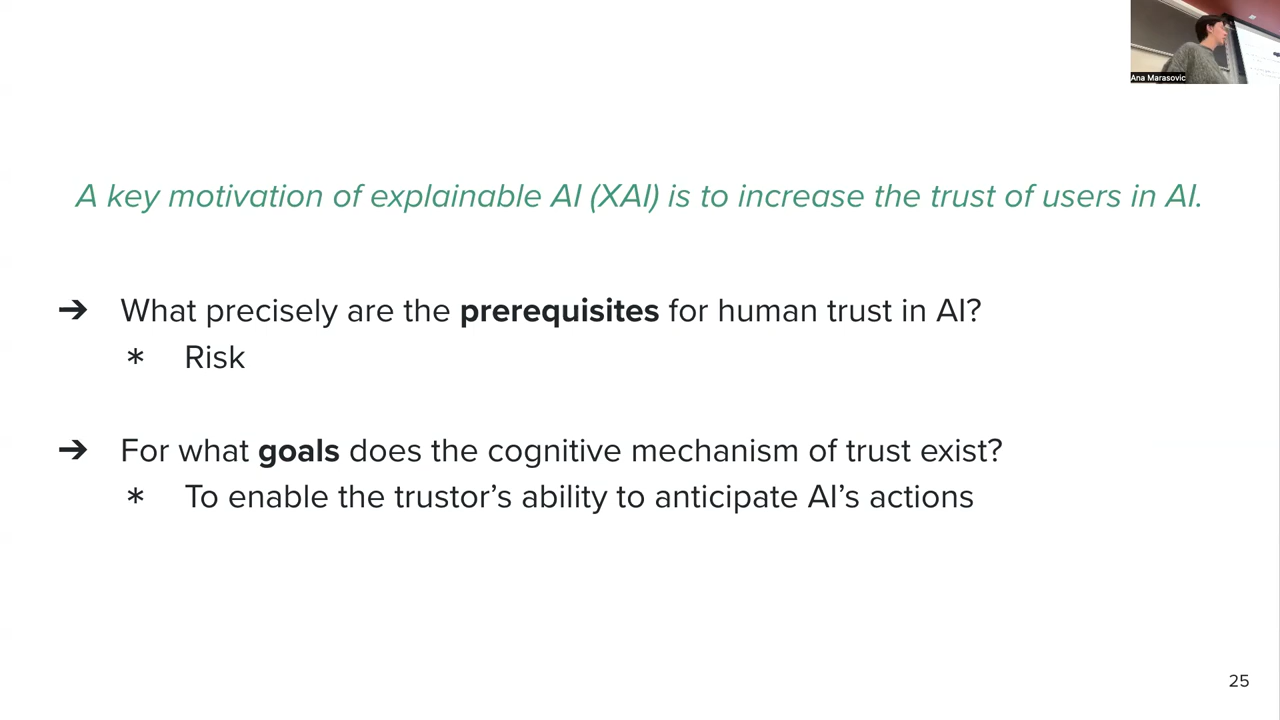 Ana Marasovic
A key motivation of explainable AI (XAI) is to increase the trust of users in AI.
➔ What precisely are the prerequisites for human trust in AI?
* Risk
➔ For what goals does the cognitive mechanism of trust exist?
* To enable the trustor’s ability to anticipate AI’s actions
25